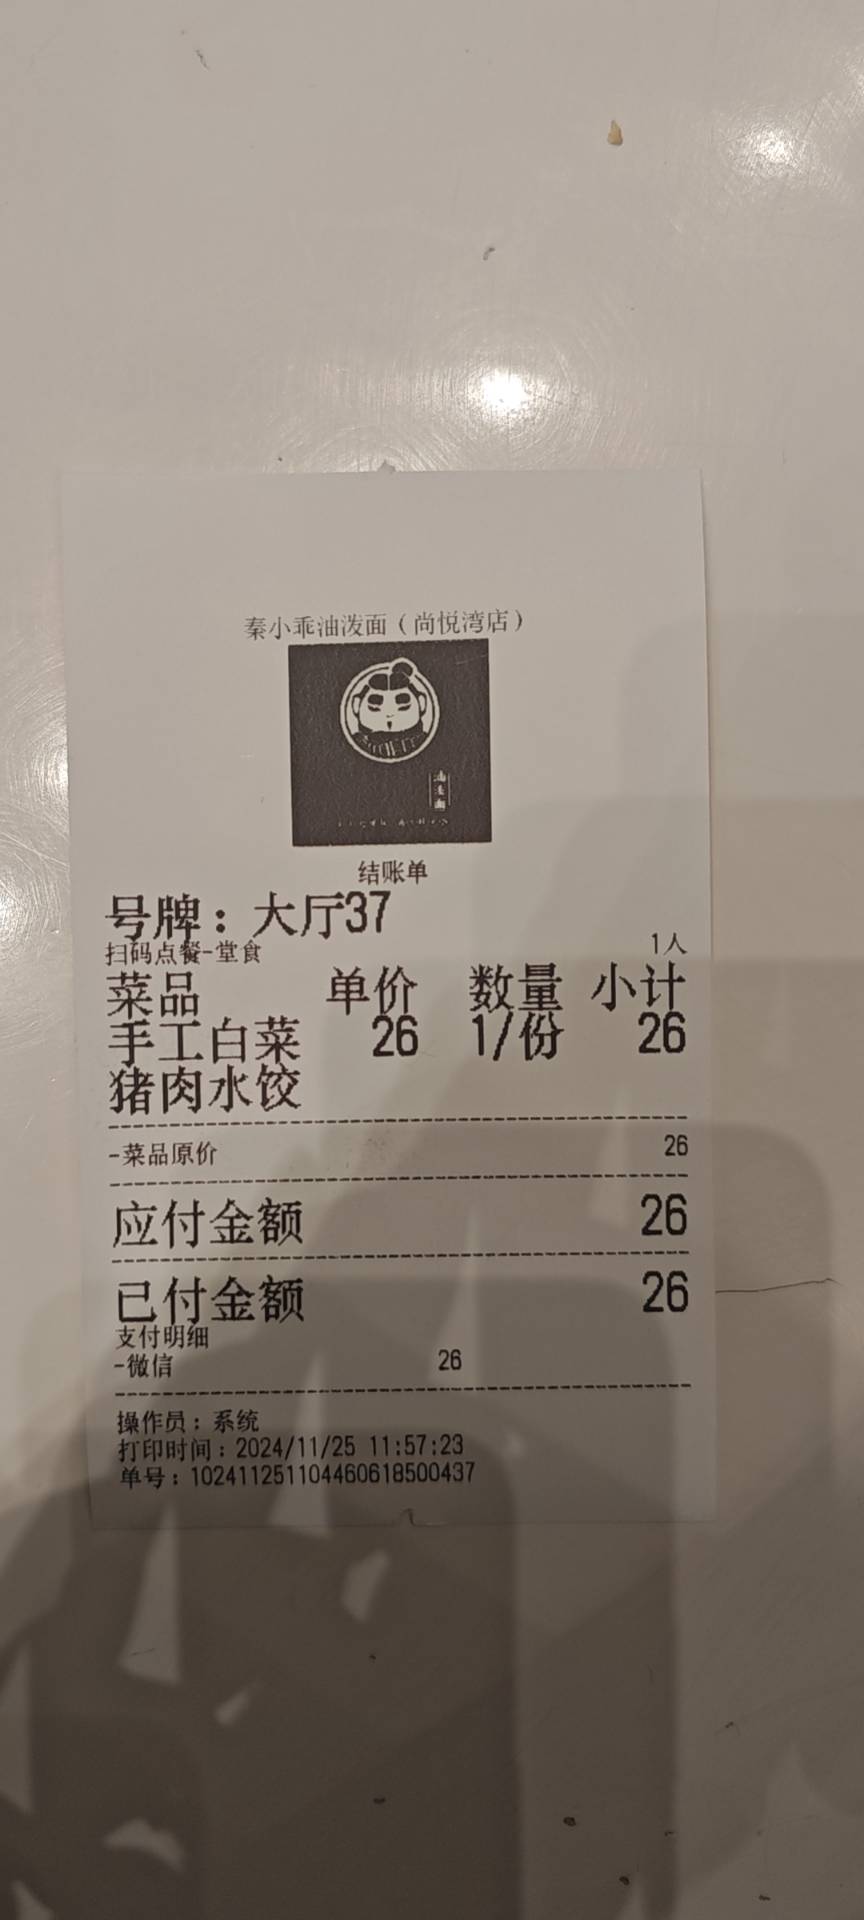 秦小乖油泼面（尚悦湾店）
油泼面
结账单
号牌：大厅37
扫码点餐-堂食 1人
菜品 单价 数量 小计
手工白菜 26 1/份 26
猪肉水饺
-菜品原价 26
应付金额 26
已付金额 26
支付明细
-微信 26
操作员：系统
打印时间：2024/11/25 11:57:23
单号：102411251104460618500437